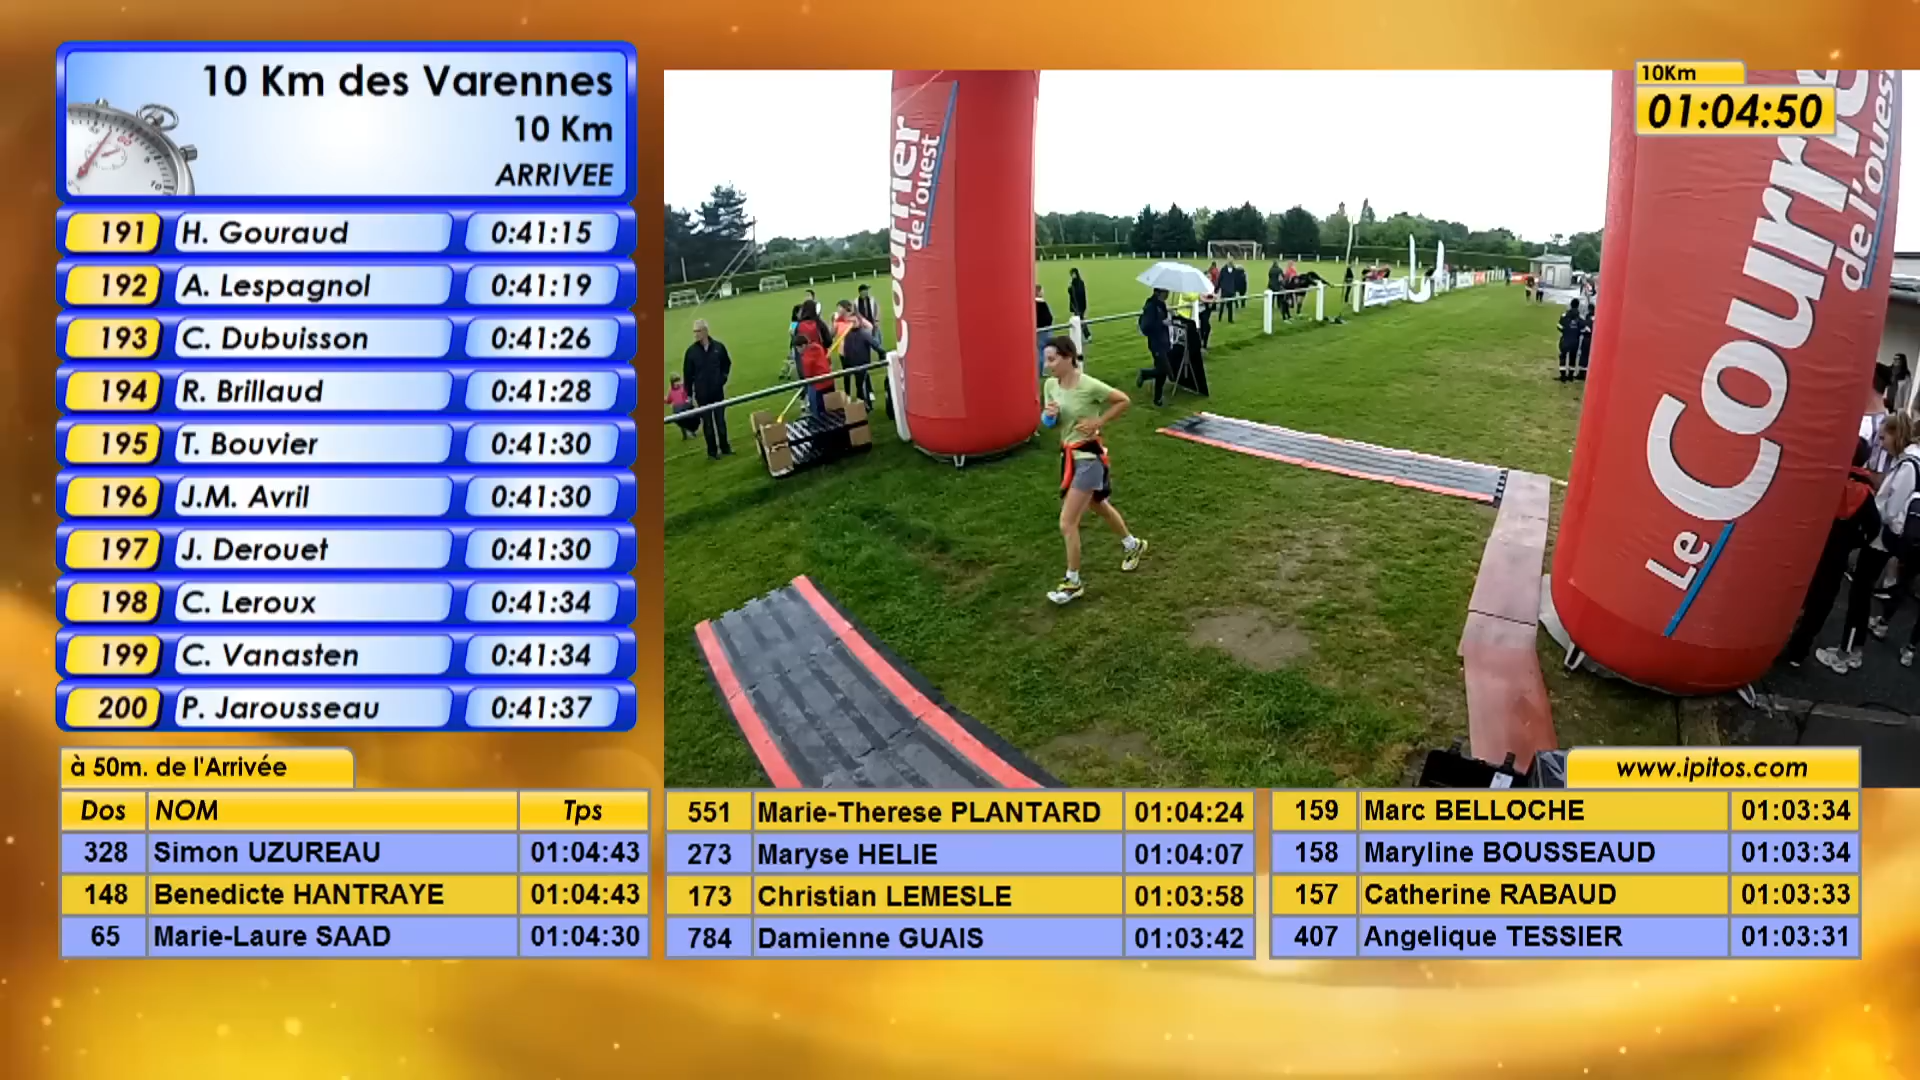 10 Km des Varennes
10 Km
ARRIVEE
191 H. Gouraud 0:41:15
192 A. Lespagnol 0:41:19
193 C. Dubuisson 0:41:26
194 R. Brillaud 0:41:28
195 T. Bouvier 0:41:30
196 J.M. Avril 0:41:30
197 J. Derouet 0:41:30
198 C. Leroux 0:41:34
199 C. Vanasten 0:41:34
200 P. Jarousseau 0:41:37
10Km
01:04:50
Courrier
de l'ouest
Le Courrier
de l'ouest
www.ipitos.com
à 50m. de l'Arrivée
Dos NOM Tps
328 Simon UZUREAU 01:04:43
148 Benedicte HANTRAYE 01:04:43
65 Marie-Laure SAAD 01:04:30
551 Marie-Therese PLANTARD 01:04:24
273 Maryse HELIE 01:04:07
173 Christian LEMESLE 01:03:58
784 Damienne GUAIS 01:03:42
159 Marc BELLOCHE 01:03:34
158 Maryline BOUSSEAUD 01:03:34
157 Catherine RABAUD 01:03:33
407 Angelique TESSIER 01:03:31